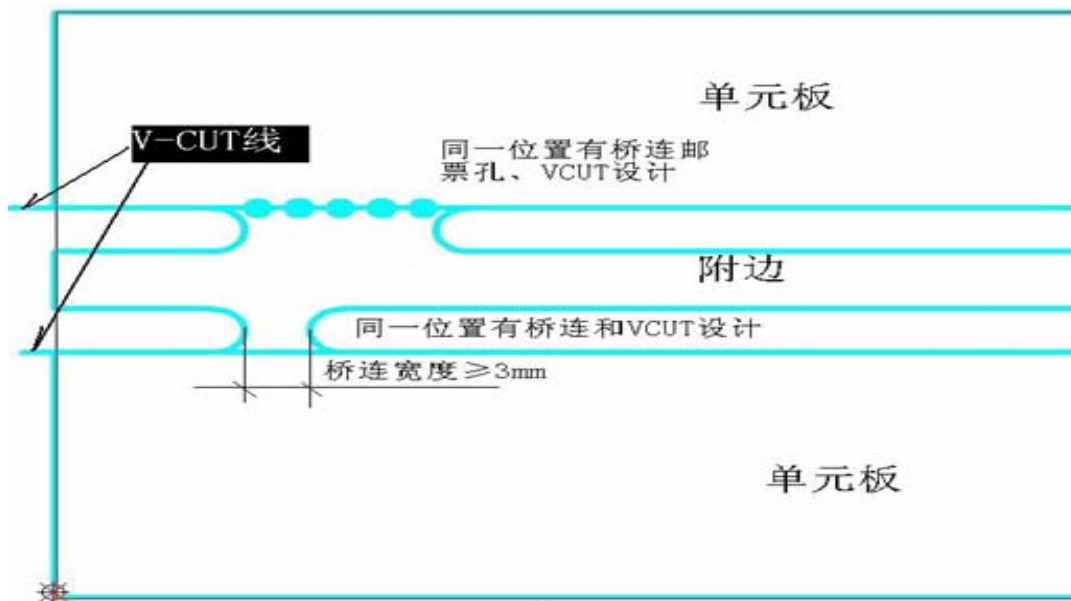 单元板
V-CUT线
同一位置有桥连邮
票孔、VCUT设计
附边
同一位置有桥连和VCUT设计
桥连宽度≥3mm
单元板